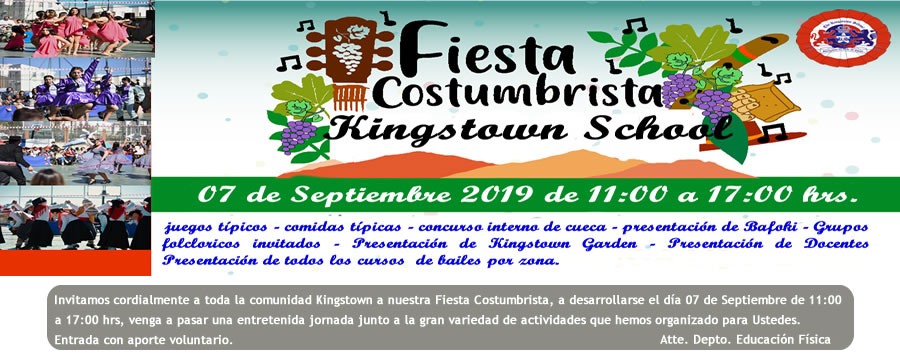 Fiesta
Costumbrista
Kingstown School
07 de Septiembre 2019 de 11:00 a 17:00 hrs.
juegos típicos - comidas típicas - concurso interno de cueca - presentación de Bafoki - Grupos
folcloricos invitados - Presentación de Kingstown Garden - Presentación de Docentes
Presentación de todos los cursos de bailes por zona.
Invitamos cordialmente a toda la comunidad Kingstown a nuestra Fiesta Costumbrista, a desarrollarse el día 07 de Septiembre de 11:00
a 17:00 hrs, venga a pasar una entretenida jornada junto a la gran variedad de actividades que hemos organizado para Ustedes.
Entrada con aporte voluntario. Atte. Depto. Educación Física